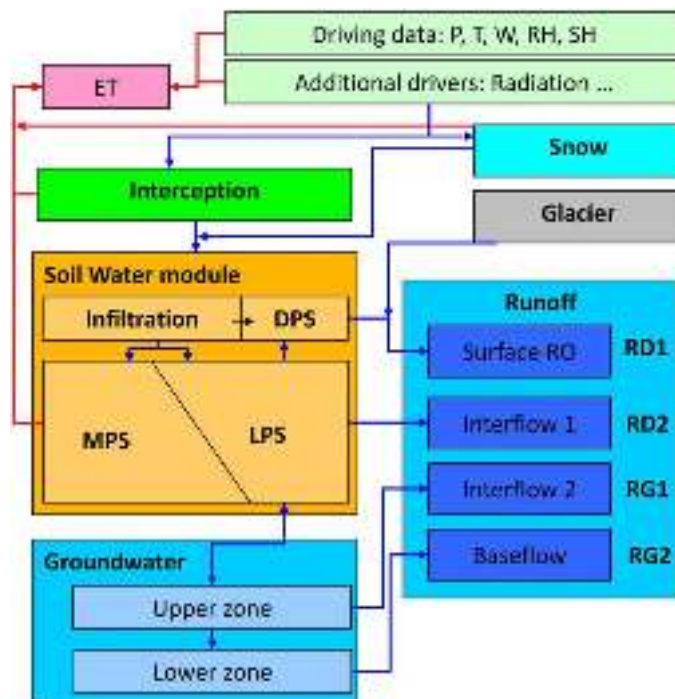 Driving data: P, T, W, RH, SH
ET
Additional drivers: Radiation ...
Snow
Interception
Glacier
Soil Water module
Infiltration
DPS
Runoff
Surface RO
RD1
MPS
LPS
Interflow 1
RD2
Interflow 2
RG1
Groundwater
Baseflow
RG2
Upper zone
Lower zone